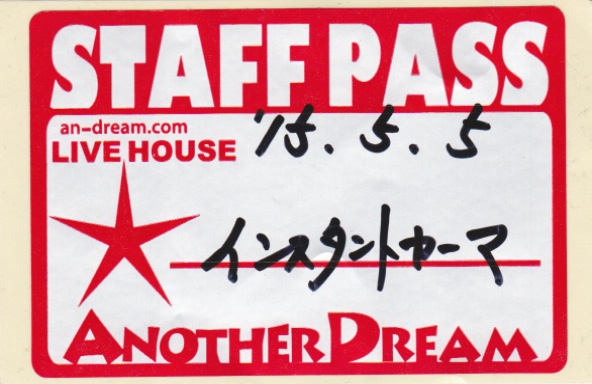 STAFF PASS
an-dream.com
LIVE HOUSE
'15.5.5
インスタントカーマ
ANOTHER DREAM